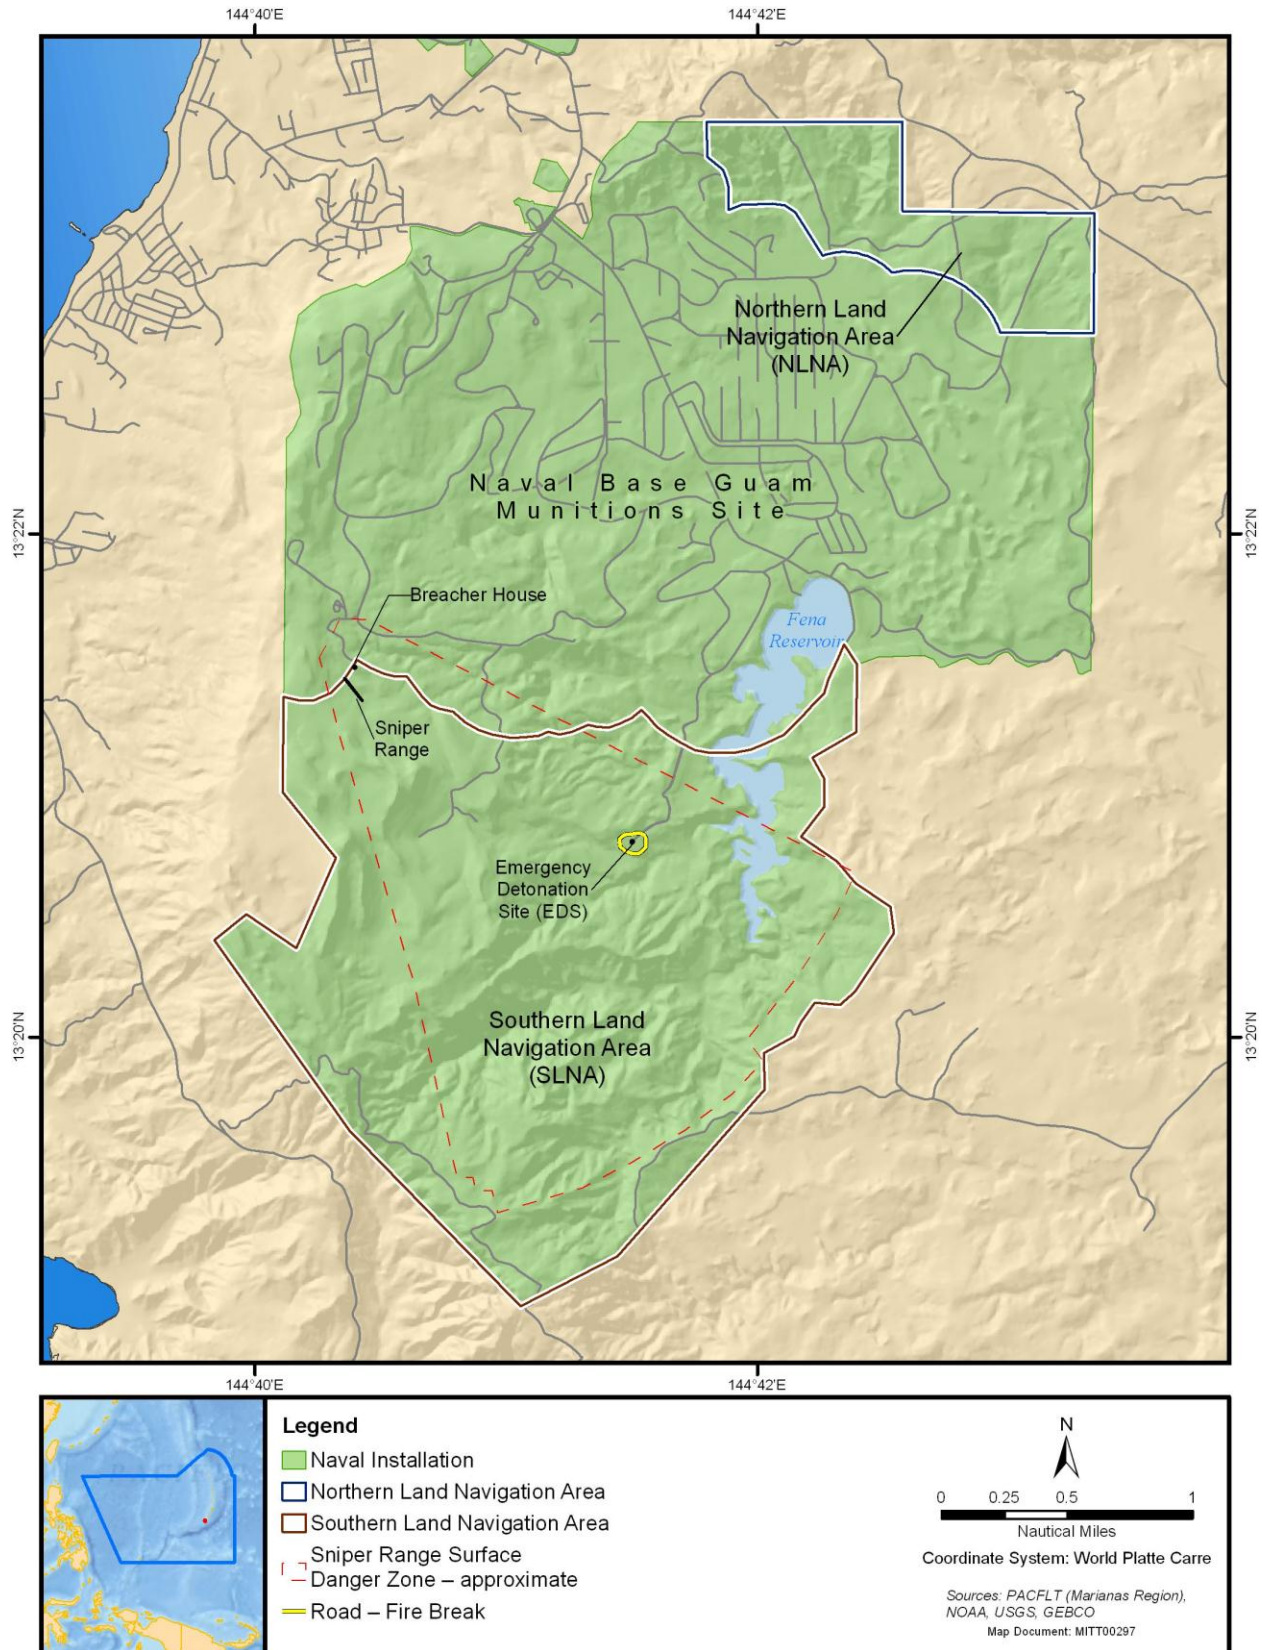 144°40'E
144°42'E
Northern Land
Navigation Area
(NLNA)
Naval Base Guam
Munitions Site
13°22'N
13°22'N
Breacher House
Fena
Reservoir
Sniper
Range
Emergency
Detonation
Site (EDS)
Southern Land
Navigation Area
(SLNA)
13°20'N
13°20'N
144°40'E
144°42'E
Legend
Naval Installation
Northern Land Navigation Area
Southern Land Navigation Area
Sniper Range Surface
Danger Zone – approximate
Road – Fire Break
N
0 0.25 0.5 1
Nautical Miles
Coordinate System: World Platte Carre
Sources: PACFLT (Marianas Region),
NOAA, USGS, GEBCO
Map Document: MITT00297